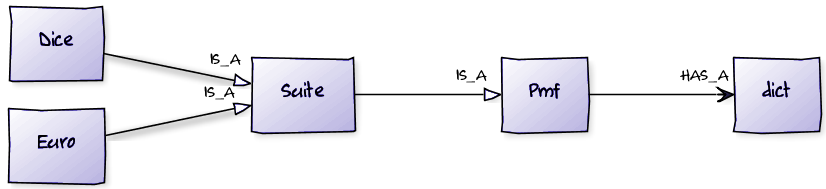 Dice
IS_A
Suite
IS_A
Pmf
HAS_A
dict
IS_A
Euro